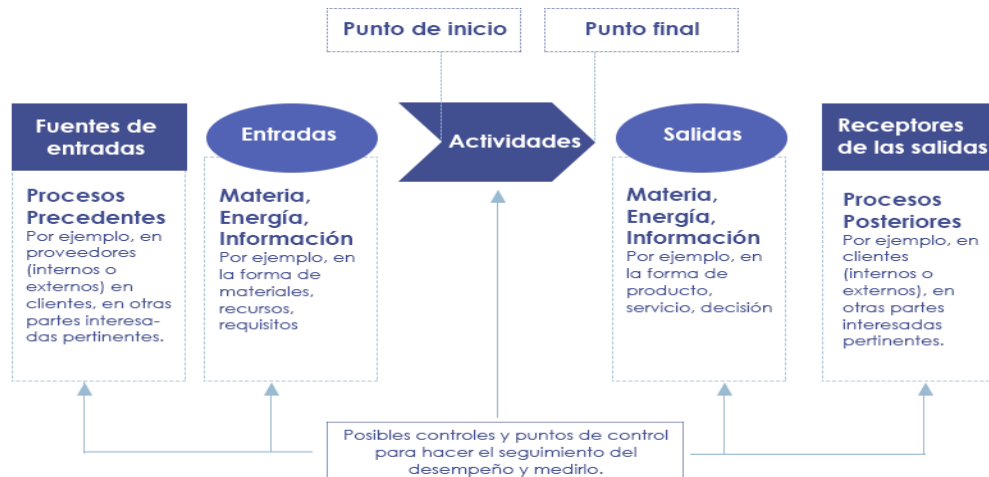 Punto de inicio
Punto final
Fuentes de
entradas
Entradas
Actividades
Salidas
Receptores
de las salidas
Procesos
Precedentes
Por ejemplo, en
proveedores
(internos o
externos) en
clientes, en otras
partes interesa-
das pertinentes.
Materia,
Energía,
Información
Por ejemplo, en
la forma de
materiales,
recursos,
requisitos
Materia,
Energía,
Información
Por ejemplo, en
la forma de
producto,
servicio, decisión
Procesos
Posteriores
Por ejemplo, en
clientes
(internos o
externos), en
otras partes
interesadas
pertinentes.
Posibles controles y puntos de control
para hacer el seguimiento del
desempeño y medirlo.